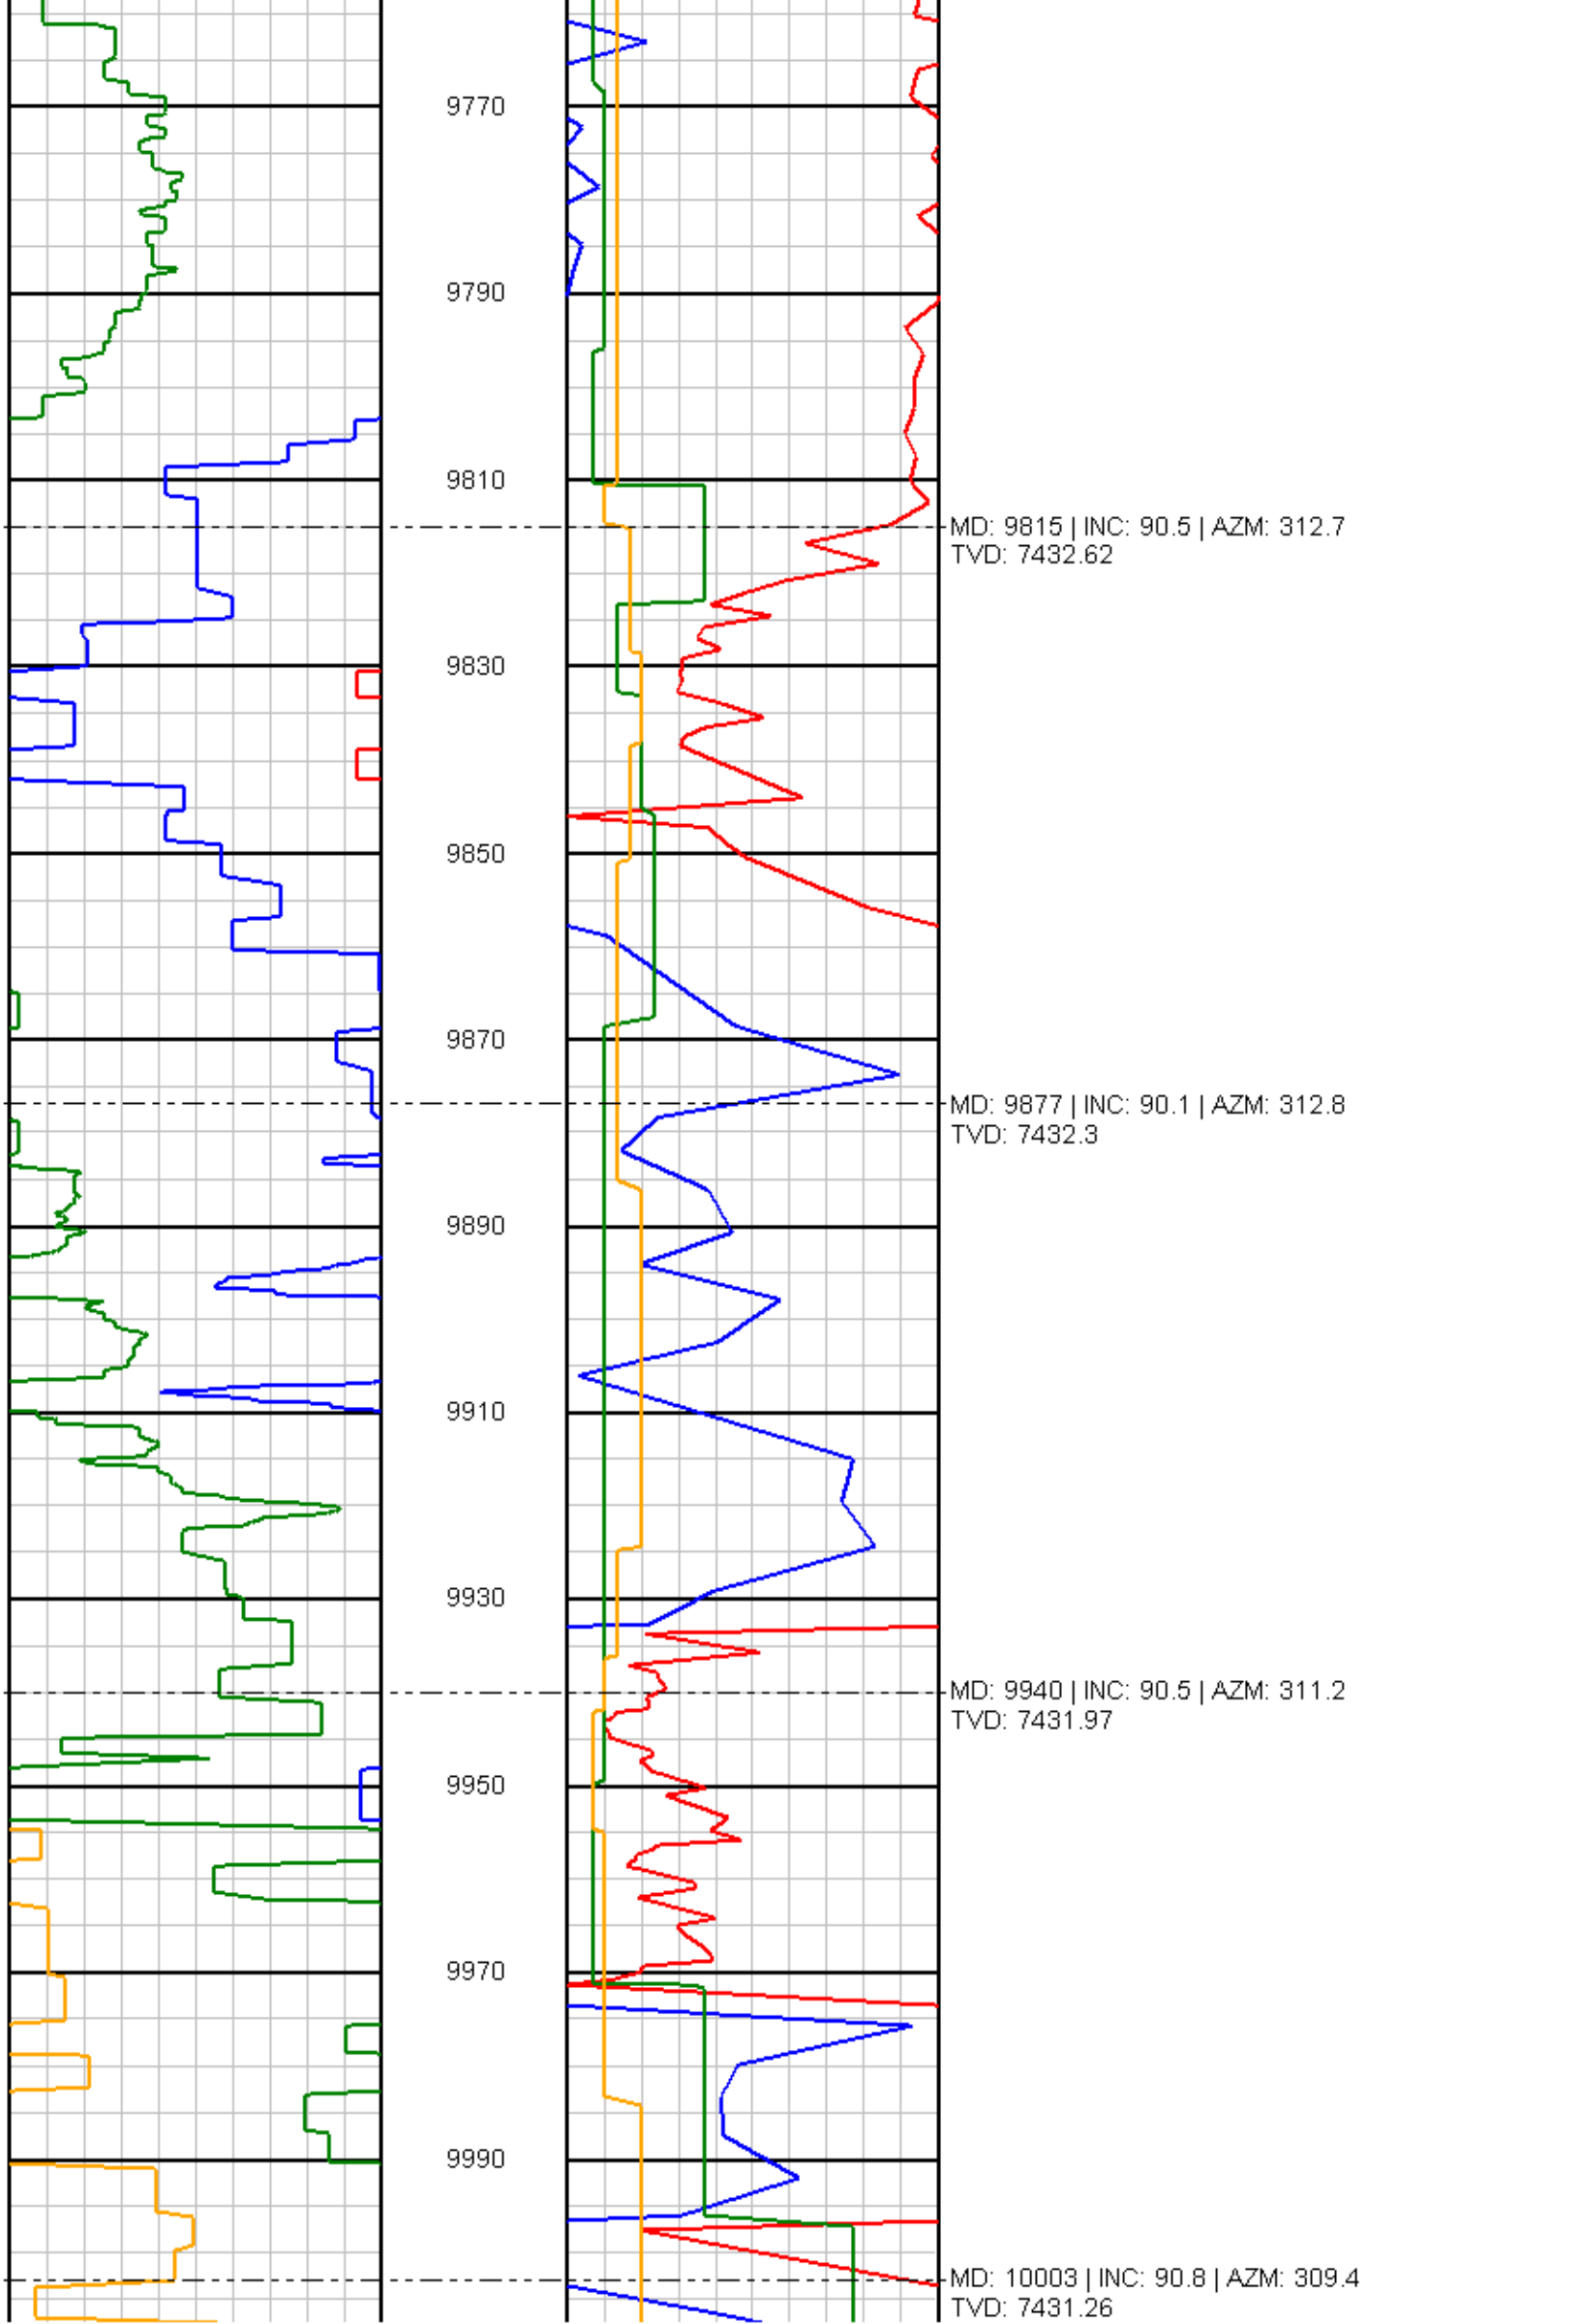 9770
9790
9810
MD: 9815 | INC: 90.5 | AZM: 312.7
TVD: 7432.62
9830
9850
9870
MD: 9877 | INC: 90.1 | AZM: 312.8
TVD: 7432.3
9890
9910
9930
MD: 9940 | INC: 90.5 | AZM: 311.2
TVD: 7431.97
9950
9970
9990
MD: 10003 | INC: 90.8 | AZM: 309.4
TVD: 7431.26